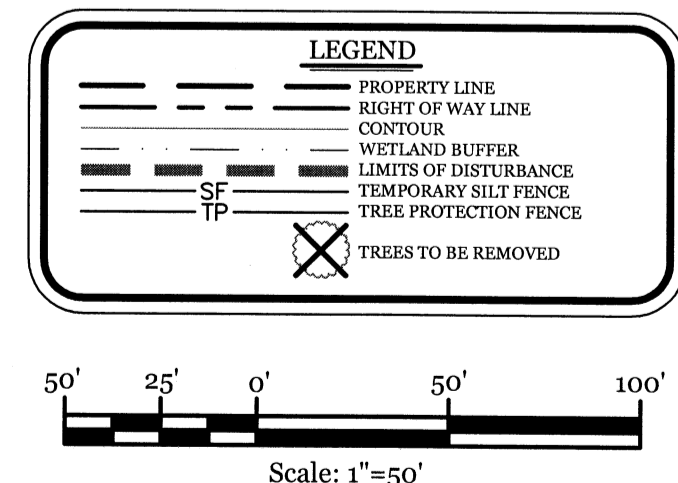 LEGEND
PROPERTY LINE
RIGHT OF WAY LINE
CONTOUR
WETLAND BUFFER
LIMITS OF DISTURBANCE
SF TEMPORARY SILT FENCE
TP TREE PROTECTION FENCE
TREES TO BE REMOVED
50' 25' 0' 50' 100'
Scale: 1"=50'